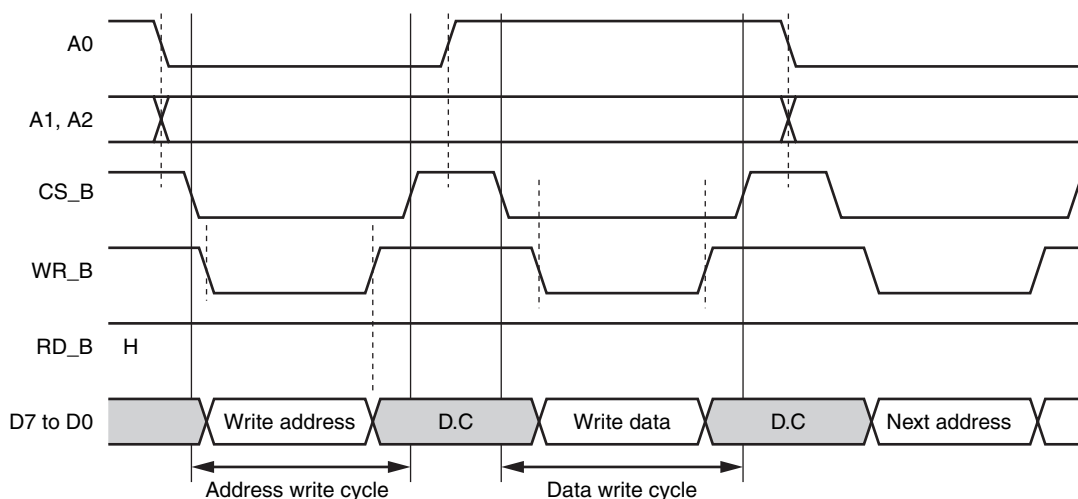 A0
A1, A2
CS_B
WR_B
RD_B H
D7 to D0 Write address D.C Write data D.C Next address
Address write cycle Data write cycle